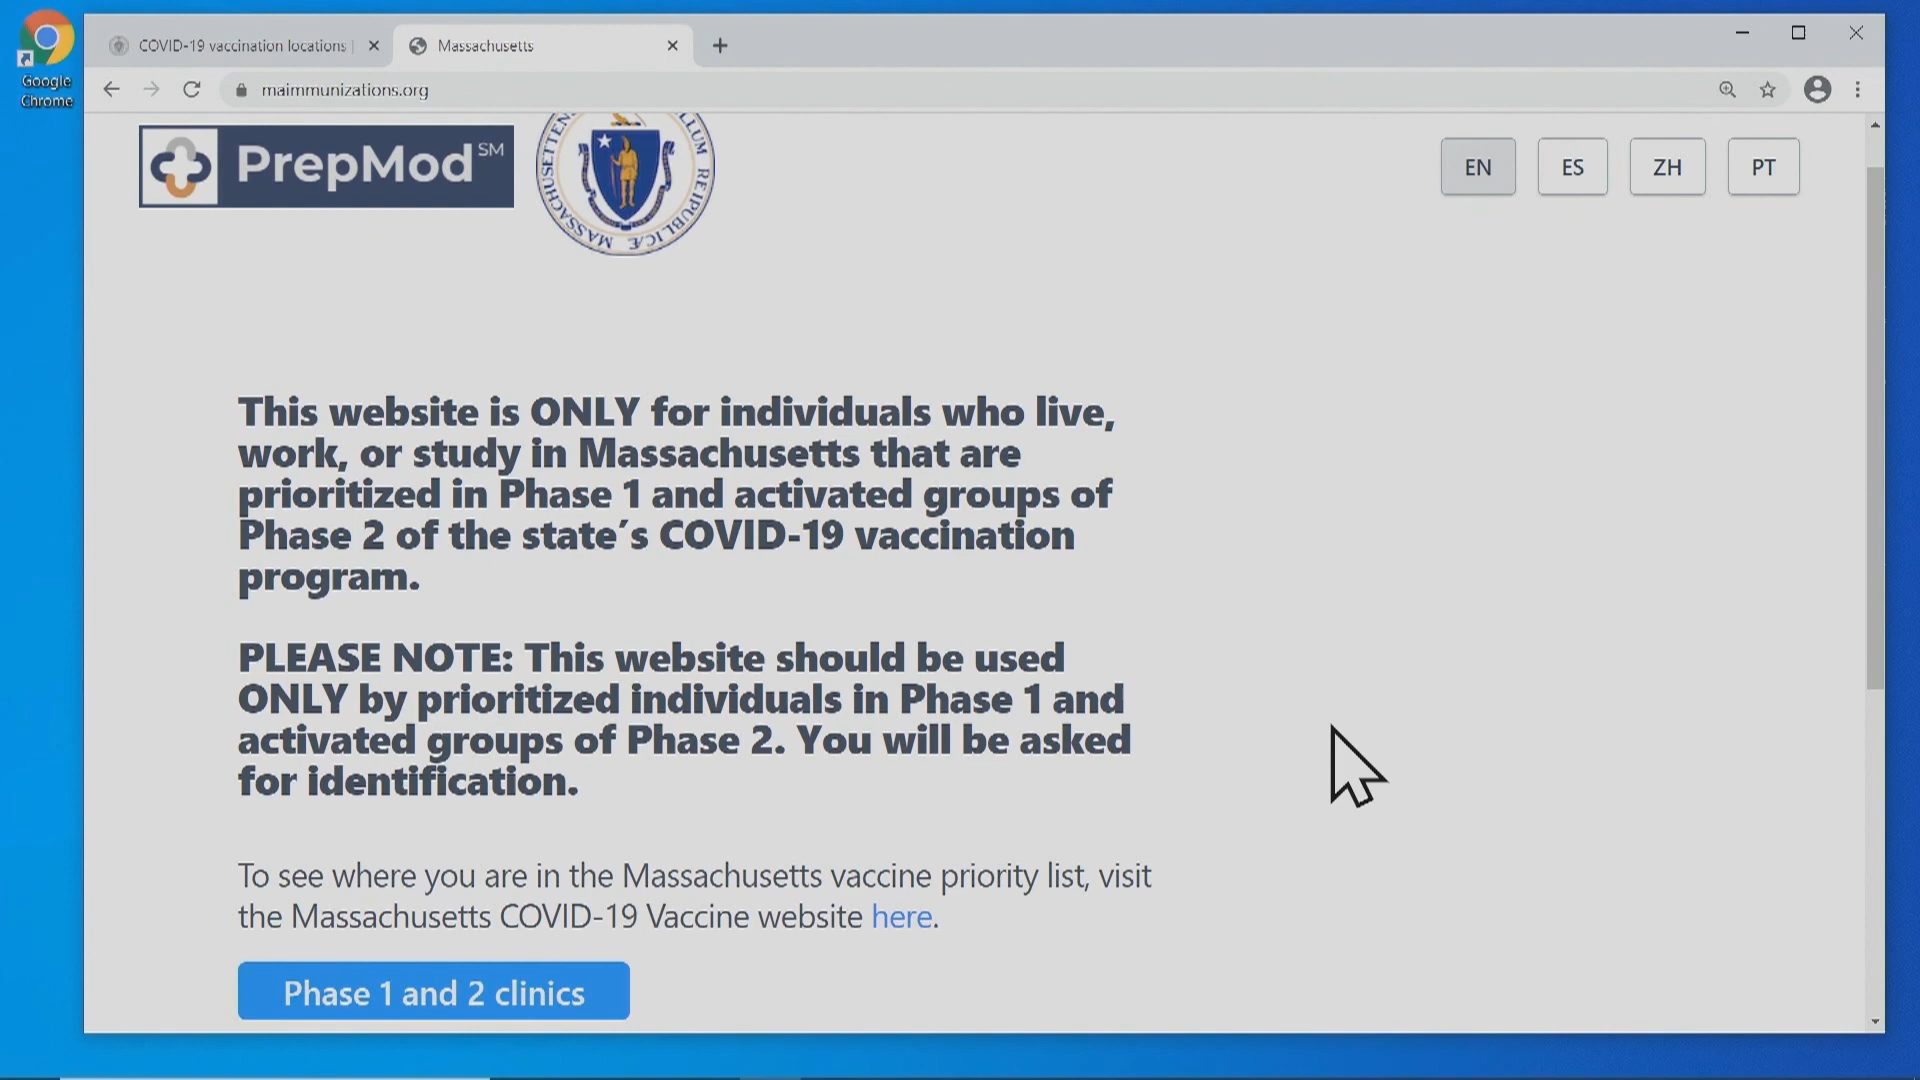 Google
Chrome
COVID-19 vaccination locations |
Massachusetts
maimmunizations.org
PrepMod SM
MASSACHUSETTEN
LLUM REIPUBLICÆ
EN
ES
ZH
PT
This website is ONLY for individuals who live,
work, or study in Massachusetts that are
prioritized in Phase 1 and activated groups of
Phase 2 of the state´s COVID-19 vaccination
program.
PLEASE NOTE: This website should be used
ONLY by prioritized individuals in Phase 1 and
activated groups of Phase 2. You will be asked
for identification.
To see where you are in the Massachusetts vaccine priority list, visit
the Massachusetts COVID-19 Vaccine website here.
Phase 1 and 2 clinics